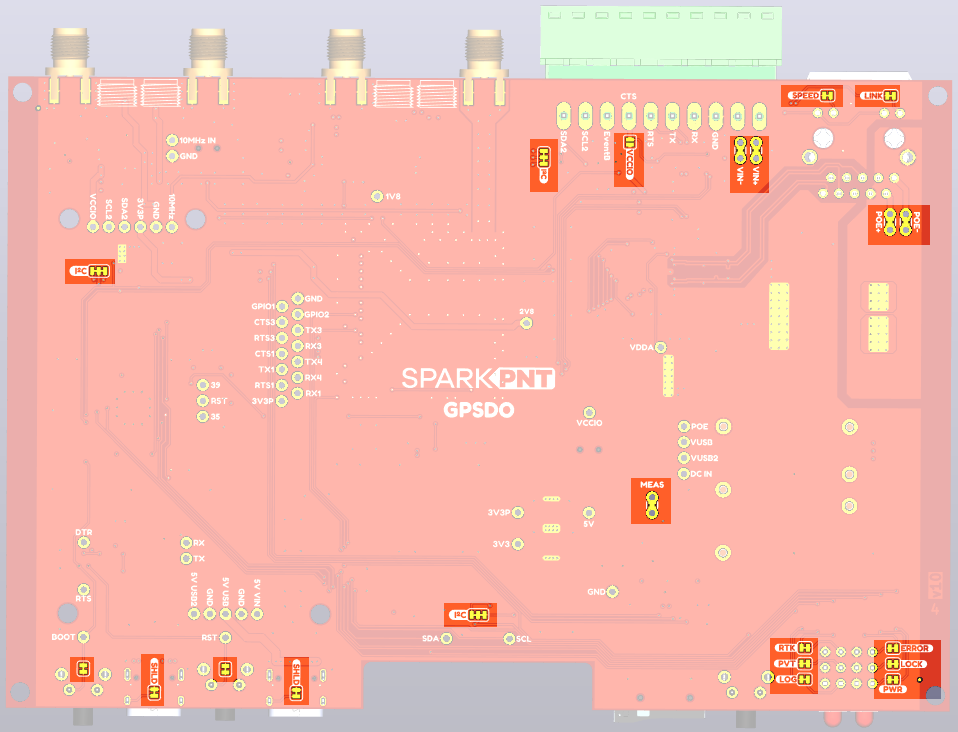 CTS
SPEED
LINK
SDA2
SCL2
EventB
VCCIO
RTS
TX
RX
GND
VIN-
VIN+
I²C
10MHz IN
GND
1V8
VCCIO
SCL2
SDA2
3V3P
GND
10MHz
POE+
POE-
I²C
GND
GPIO1
GPIO2
CTS3
TX3
RTS3
RX3
CTS1
TX4
TX1
RX4
RTS1
RX1
3V3P
2V8
VDDA
39
RST
35
SPARKPNT
GPSDO
VCCIO
POE
VUSB
VUSB2
DC IN
MEAS
3V3P
5V
3V3
DTR
RX
TX
RTS
5V USB2
GND
5V USB
GND
5V VIN
GND
I²C
BOOT
RST
SDA
SCL
SHLD
SHLD
RTK
PVT
LOG
ERROR
LOCK
PWR